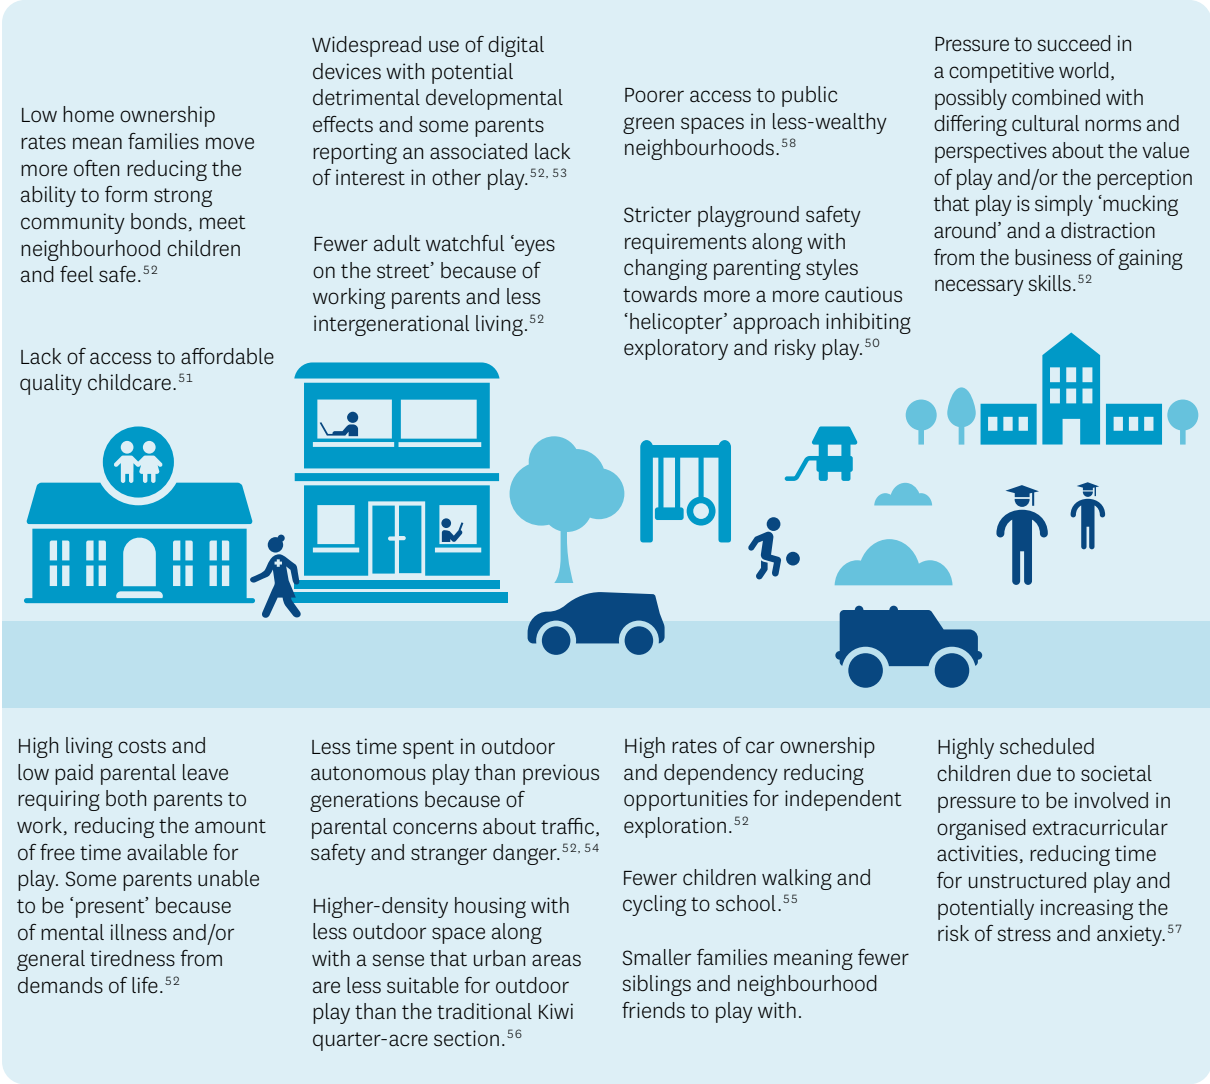 Low home ownership
rates mean families move
more often reducing the
ability to form strong
community bonds, meet
neighbourhood children
and feel safe.52
Lack of access to affordable
quality childcare.51
Widespread use of digital
devices with potential
detrimental developmental
effects and some parents
reporting an associated lack
of interest in other play.52, 53
Fewer adult watchful ‘eyes
on the street’ because of
working parents and less
intergenerational living.52
Poorer access to public
green spaces in less-wealthy
neighbourhoods.58
Stricter playground safety
requirements along with
changing parenting styles
towards more a more cautious
‘helicopter’ approach inhibiting
exploratory and risky play.50
Pressure to succeed in
a competitive world,
possibly combined with
differing cultural norms and
perspectives about the value
of play and/or the perception
that play is simply ‘mucking
around’ and a distraction
from the business of gaining
necessary skills.52
High living costs and
low paid parental leave
requiring both parents to
work, reducing the amount
of free time available for
play. Some parents unable
to be ‘present’ because
of mental illness and/or
general tiredness from
demands of life.52
Less time spent in outdoor
autonomous play than previous
generations because of
parental concerns about traffic,
safety and stranger danger.52, 54
Higher-density housing with
less outdoor space along
with a sense that urban areas
are less suitable for outdoor
play than the traditional Kiwi
quarter-acre section.56
High rates of car ownership
and dependency reducing
opportunities for independent
exploration.52
Fewer children walking and
cycling to school.55
Smaller families meaning fewer
siblings and neighbourhood
friends to play with.
Highly scheduled
children due to societal
pressure to be involved in
organised extracurricular
activities, reducing time
for unstructured play and
potentially increasing the
risk of stress and anxiety.57